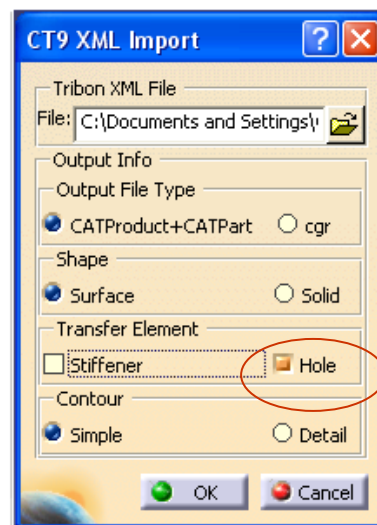 CT9 XML Import
Tribon XML File
File: C:\Documents and Settings\
Output Info
Output File Type
CATProduct+CATPart cgr
Shape
Surface Solid
Transfer Element
Stiffener Hole
Contour
Simple Detail
OK Cancel